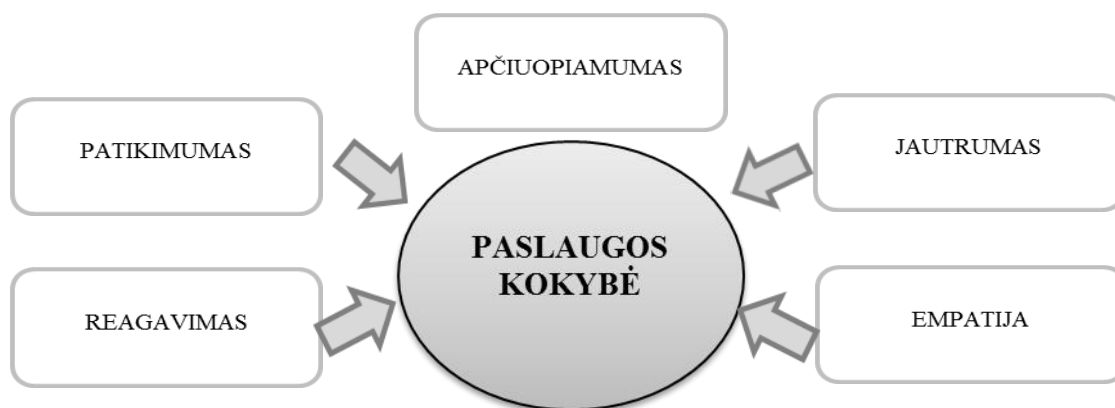 APČIUOPIAMUMAS
PATIKIMUMAS
JAUTRUMAS
PASLAUGOS
KOKYBĖ
REAGAVIMAS
EMPATIJA